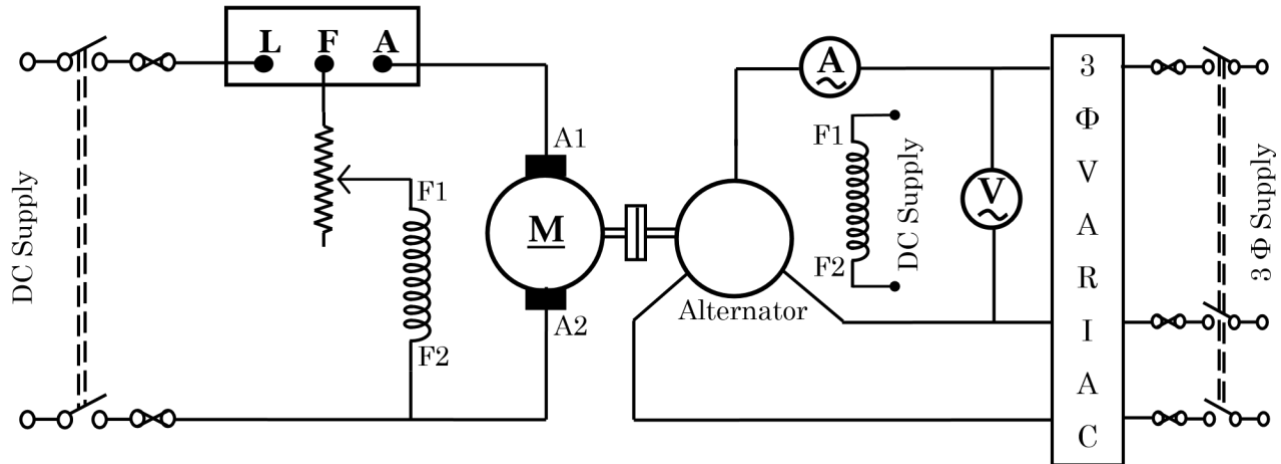 L F A
DC Supply
A1
F1
M
F2
A2
A
F1
F2
DC Supply
V
Alternator
3
Φ
V
A
R
I
A
C
3 Φ Supply